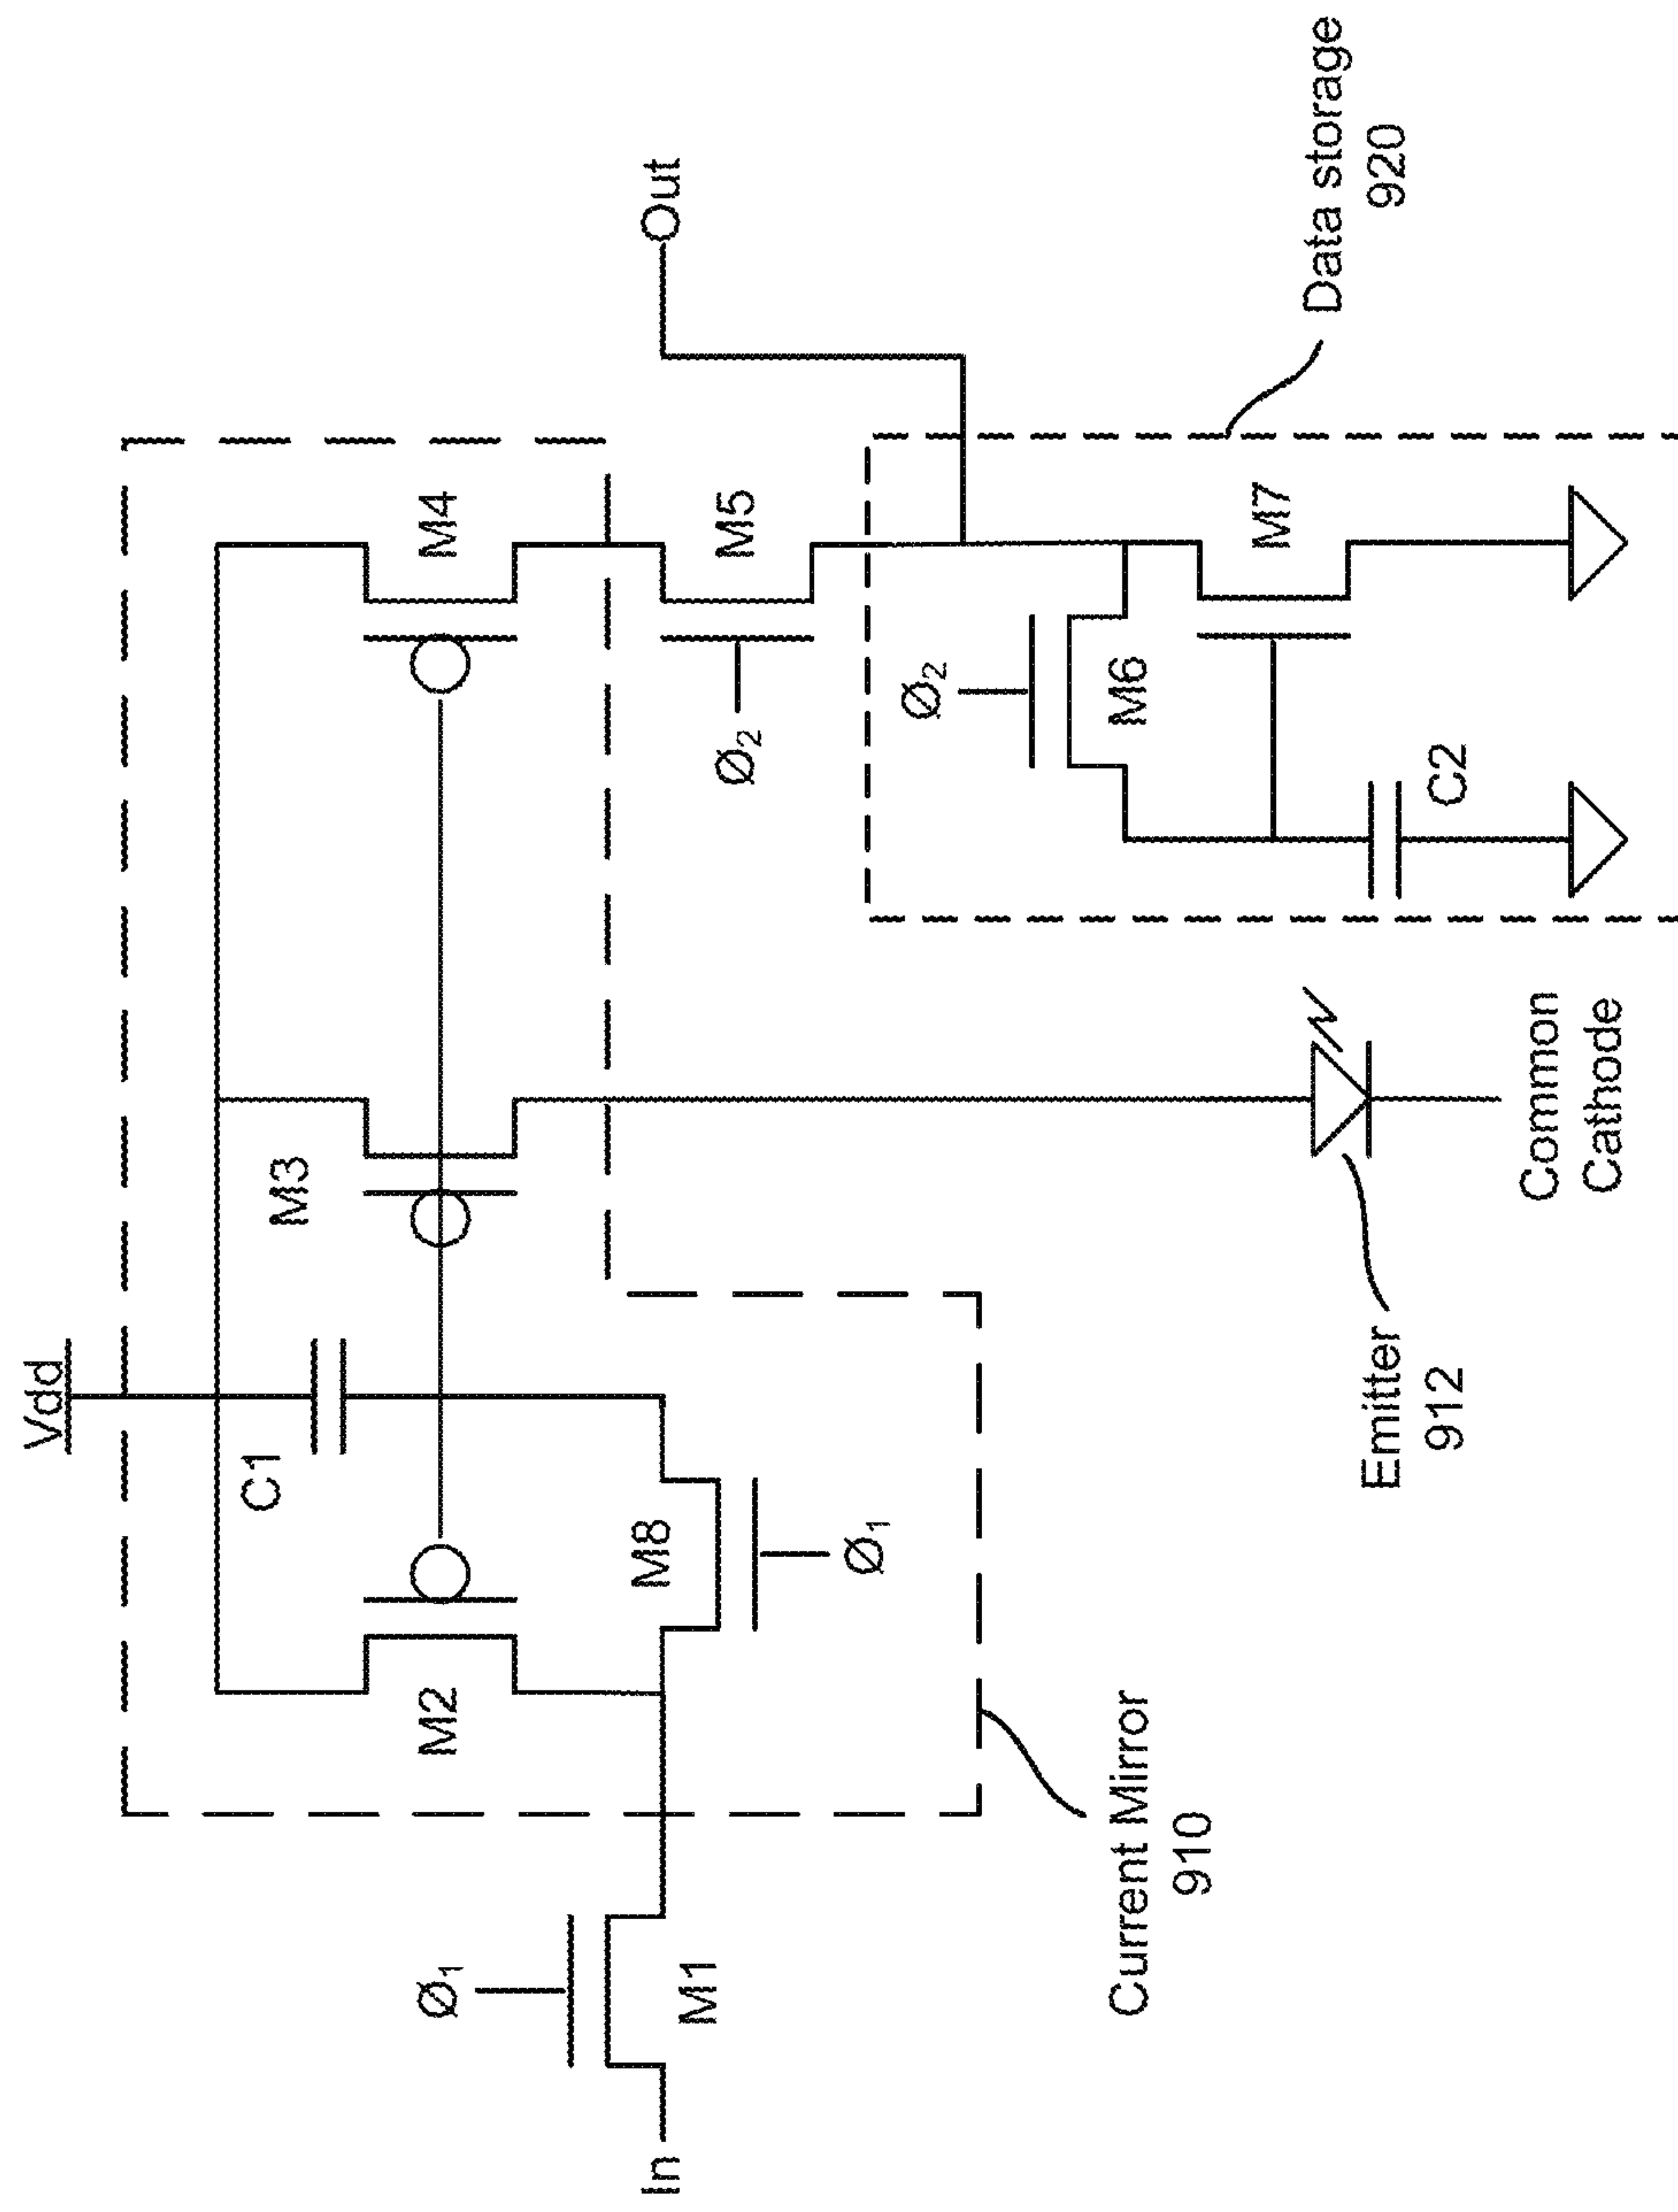 Vdd
C1
M3
M4
M2
M8
Ø₁
Ø₁
M1
In
M5
Ø₂
Out
Ø₂
M6
M7
C2
Current Mirror
910
Emitter
912
Common
Cathode
Data storage
920